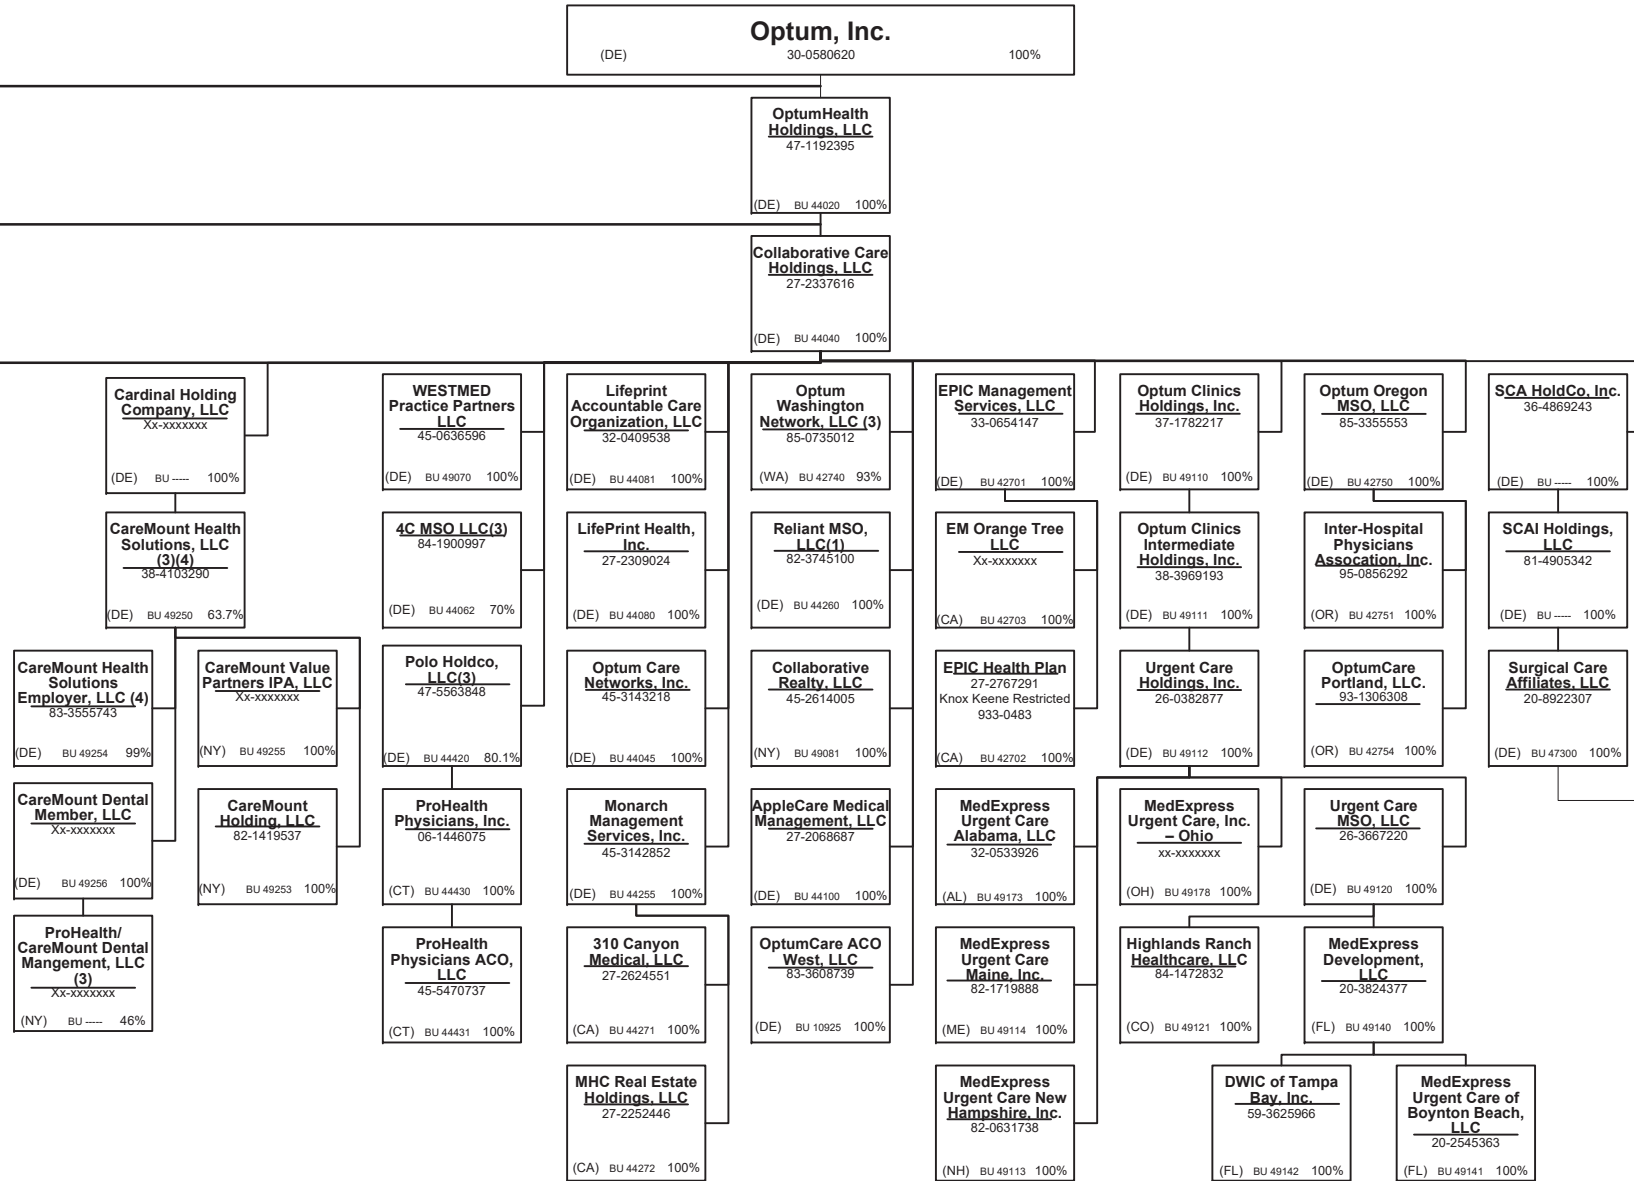 Optum, Inc.
(DE) 30-0580620 100%
OptumHealth
Holdings, LLC
47-1192395
(DE) BU 44020 100%
Collaborative Care
Holdings, LLC
27-2337616
(DE) BU 44040 100%
Cardinal Holding
Company, LLC
Xx-xxxxxxx
(DE) BU ----- 100%
WESTMED
Practice Partners
LLC
45-0636596
(DE) BU 49070 100%
Lifeprint
Accountable Care
Organization, LLC
32-0409538
(DE) BU 44081 100%
Optum
Washington
Network, LLC (3)
85-0735012
(WA) BU 42740 93%
EPIC Management
Services, LLC
33-0654147
(DE) BU 42701 100%
Optum Clinics
Holdings, Inc.
37-1782217
(DE) BU 49110 100%
Optum Oregon
MSO, LLC
85-3355553
(DE) BU 42750 100%
SCA HoldCo, Inc.
36-4869243
(DE) BU ----- 100%
CareMount Health
Solutions, LLC
(3)(4)
38-4103290
(DE) BU 49250 63.7%
4C MSO LLC(3)
84-1900997
(DE) BU 44062 70%
LifePrint Health,
Inc.
27-2309024
(DE) BU 44080 100%
Reliant MSO,
LLC(1)
82-3745100
(DE) BU 44260 100%
EM Orange Tree
LLC
Xx-xxxxxxx
(CA) BU 42703 100%
Optum Clinics
Intermediate
Holdings, Inc.
38-3969193
(DE) BU 49111 100%
Inter-Hospital
Physicians
Assocation, Inc.
95-0856292
(OR) BU 42751 100%
SCAI Holdings,
LLC
81-4905342
(DE) BU ----- 100%
CareMount Health
Solutions
Employer, LLC (4)
83-3555743
(DE) BU 49254 99%
CareMount Value
Partners IPA, LLC
Xx-xxxxxxx
(NY) BU 49255 100%
Polo Holdco,
LLC(3)
47-5563848
(DE) BU 44420 80.1%
Optum Care
Networks, Inc.
45-3143218
(DE) BU 44045 100%
Collaborative
Realty, LLC
45-2614005
(NY) BU 49081 100%
EPIC Health Plan
27-2767291
Knox Keene Restricted
933-0483
(CA) BU 42702 100%
Urgent Care
Holdings, Inc.
26-0382877
(DE) BU 49112 100%
OptumCare
Portland, LLC.
93-1306308
(OR) BU 42754 100%
Surgical Care
Affiliates, LLC
20-8922307
(DE) BU 47300 100%
CareMount Dental
Member, LLC
Xx-xxxxxxx
(DE) BU 49256 100%
CareMount
Holding, LLC
82-1419537
(NY) BU 49253 100%
ProHealth
Physicians, Inc.
06-1446075
(CT) BU 44430 100%
Monarch
Management
Services, Inc.
45-3142852
(DE) BU 44255 100%
AppleCare Medical
Management, LLC
27-2068687
(DE) BU 44100 100%
MedExpress
Urgent Care
Alabama, LLC
32-0533926
(AL) BU 49173 100%
MedExpress
Urgent Care, Inc.
– Ohio
xx-xxxxxxx
(OH) BU 49178 100%
Urgent Care
MSO, LLC
26-3667220
(DE) BU 49120 100%
ProHealth/
CareMount Dental
Mangement, LLC
(3)
Xx-xxxxxxx
(NY) BU ----- 46%
ProHealth
Physicians ACO,
LLC
45-5470737
(CT) BU 44431 100%
310 Canyon
Medical, LLC
27-2624551
(CA) BU 44271 100%
OptumCare ACO
West, LLC
83-3608739
(DE) BU 10925 100%
MedExpress
Urgent Care
Maine, Inc.
82-1719888
(ME) BU 49114 100%
Highlands Ranch
Healthcare, LLC
84-1472832
(CO) BU 49121 100%
MedExpress
Development,
LLC
20-3824377
(FL) BU 49140 100%
MHC Real Estate
Holdings, LLC
27-2252446
(CA) BU 44272 100%
MedExpress
Urgent Care New
Hampshire, Inc.
82-0631738
(NH) BU 49113 100%
DWIC of Tampa
Bay, Inc.
59-3625966
(FL) BU 49142 100%
MedExpress
Urgent Care of
Boynton Beach,
LLC
20-2545363
(FL) BU 49141 100%